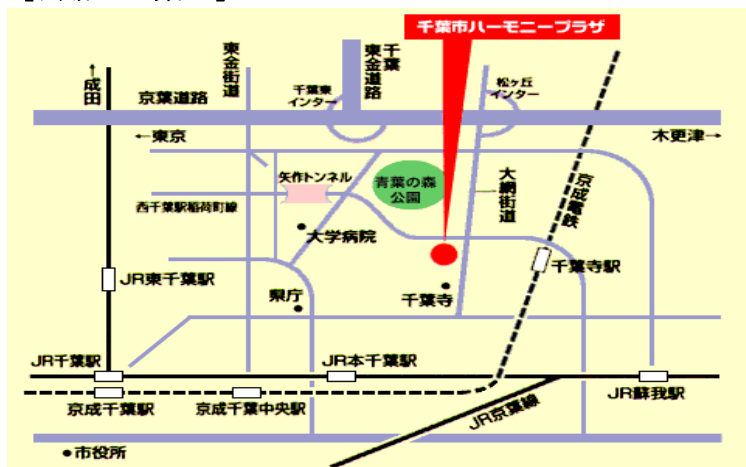 千葉市ハーモニープラザ
東金街道
千葉
東金道路
←成田
京葉道路
千葉東
インター
松ヶ丘
インター
←東京
木更津→
矢作トンネル
青葉の森
公園
大網街道
京成電鉄
西千葉駅稲荷町線
大学病院
千葉寺駅
JR東千葉駅
県庁
千葉寺
JR千葉駅
JR本千葉駅
京成千葉駅
京成千葉中央駅
JR京葉線
JR蘇我駅
市役所